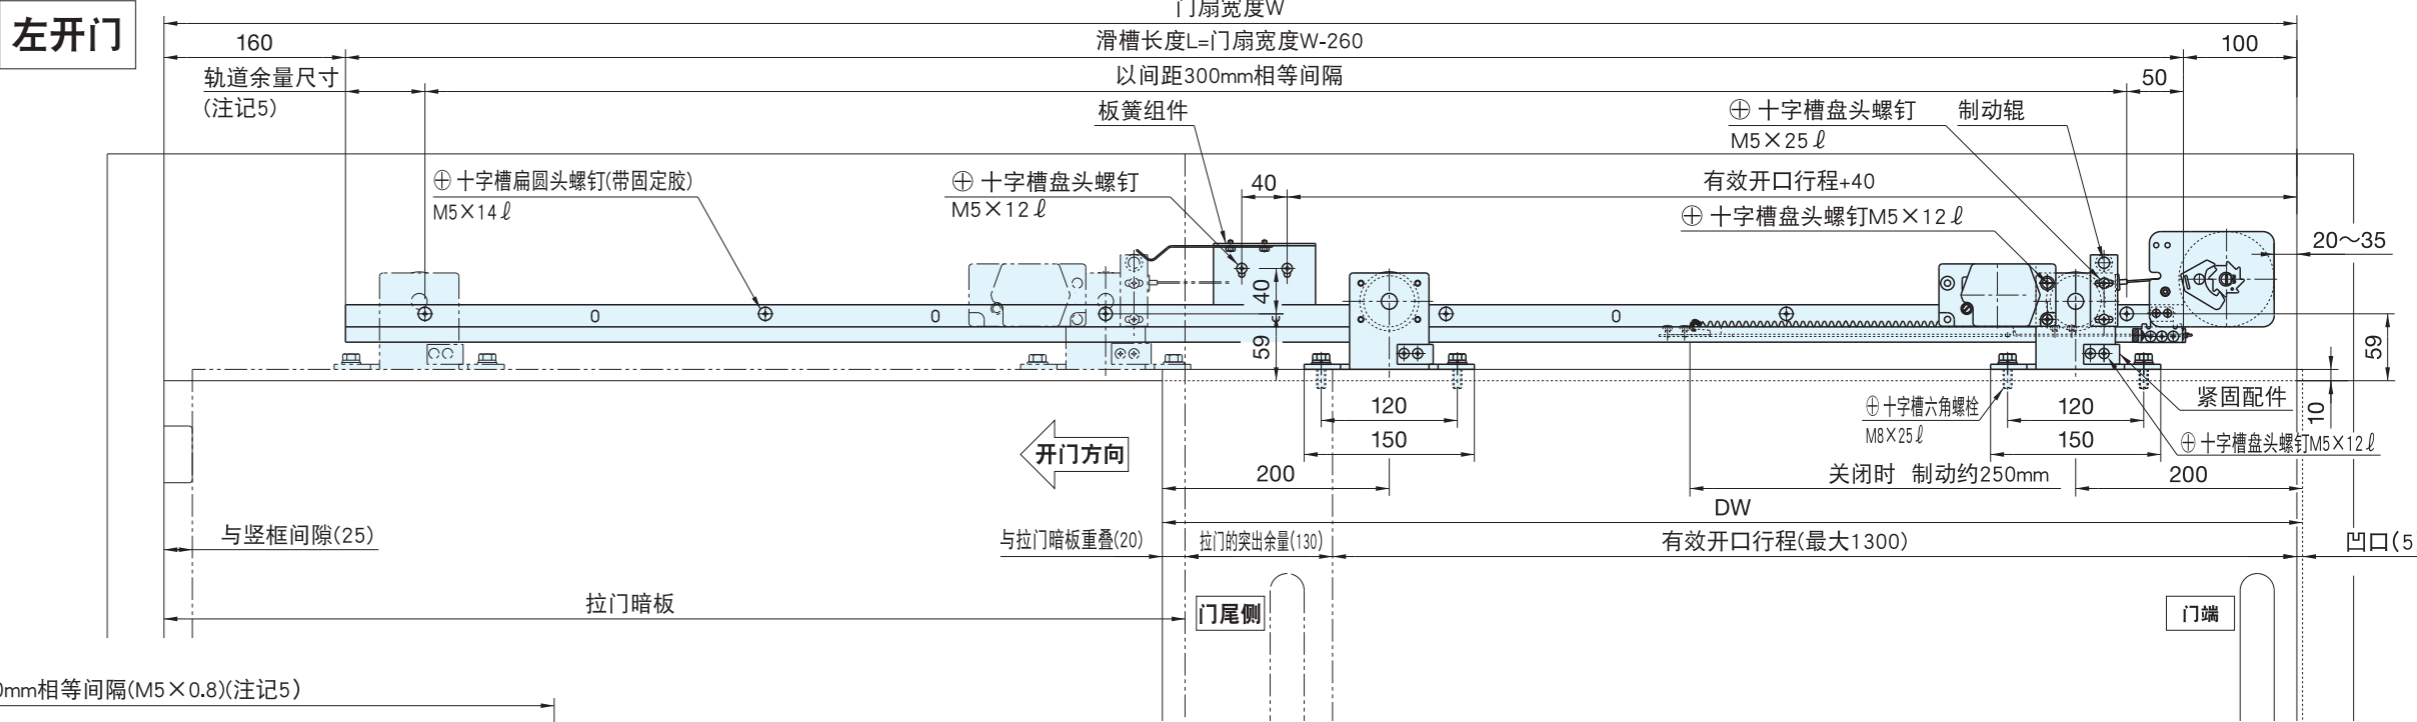 左开门
门扇宽度W
160
滑槽长度L=门扇宽度W-260
100
轨道余量尺寸
(注记5)
以间距300mm相等间隔
50
板簧组件
⊕ 十字槽盘头螺钉
M5×25ℓ
制动辊
⊕ 十字槽扁圆头螺钉(带固定胶)
M5×14ℓ
⊕ 十字槽盘头螺钉
M5×12ℓ
40
有效开口行程+40
⊕ 十字槽盘头螺钉M5×12ℓ
20～35
40
59
59
10
120
150
⊕十字槽六角螺栓
M8×25ℓ
120
150
紧固配件
⊕ 十字槽盘头螺钉M5×12ℓ
开门方向
200
关闭时 制动约250mm
200
DW
与竖框间隙(25)
与拉门暗板重叠(20)
拉门的突出余量(130)
有效开口行程(最大1300)
凹口(5
拉门暗板
门尾侧
门端
0mm相等间隔(M5×0.8)(注记5)